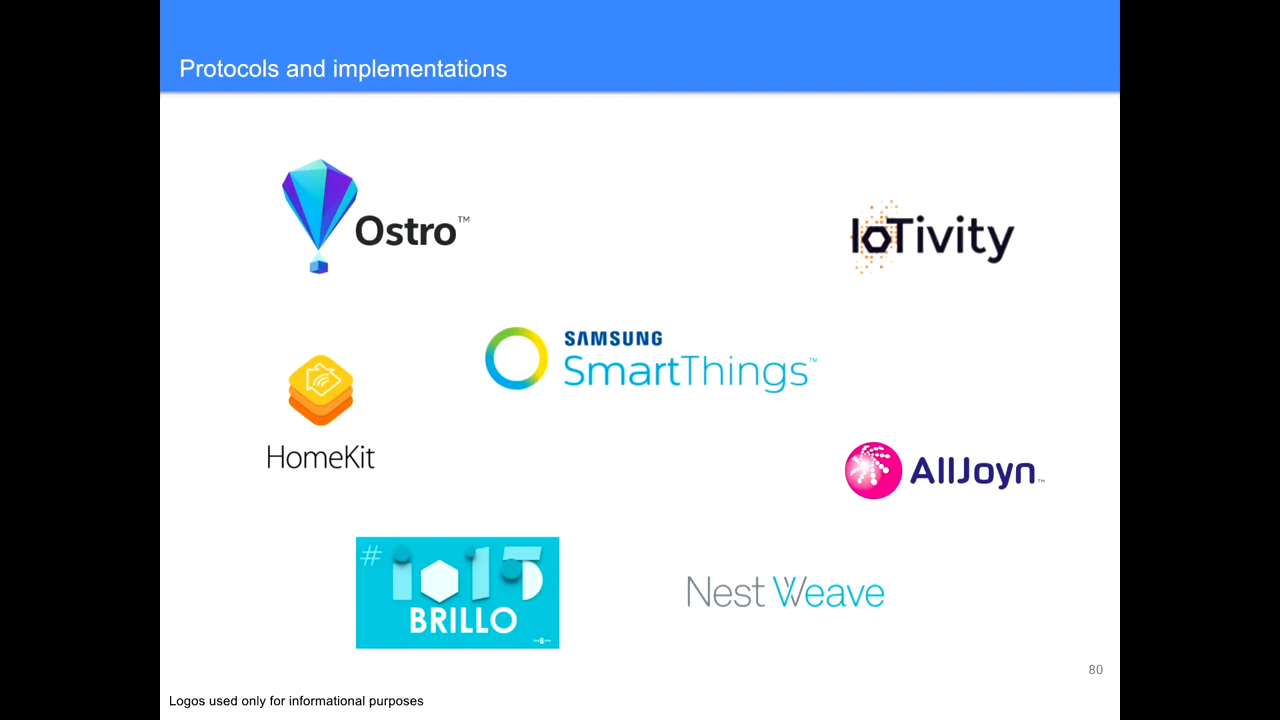 Protocols and implementations
Ostro™
IoTivity
SAMSUNG
SmartThings™
HomeKit
AllJoyn™
# io15
BRILLO
Nest Weave
80
Logos used only for informational purposes